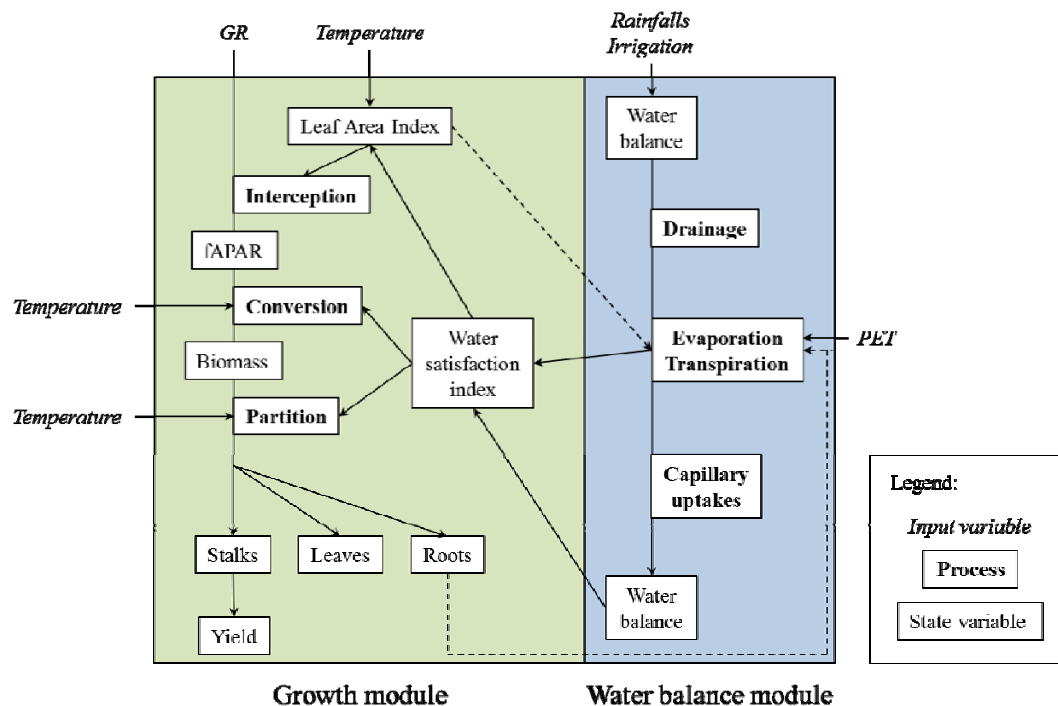 GR
Temperature
Rainfalls
Irrigation
Leaf Area Index
Water
balance
Interception
Drainage
fAPAR
Temperature
Conversion
Water
satisfaction
index
Evaporation
Transpiration
PET
Biomass
Temperature
Partition
Capillary
uptakes
Legend:
Input variable
Process
State variable
Stalks
Leaves
Roots
Water
balance
Yield
Growth module
Water balance module